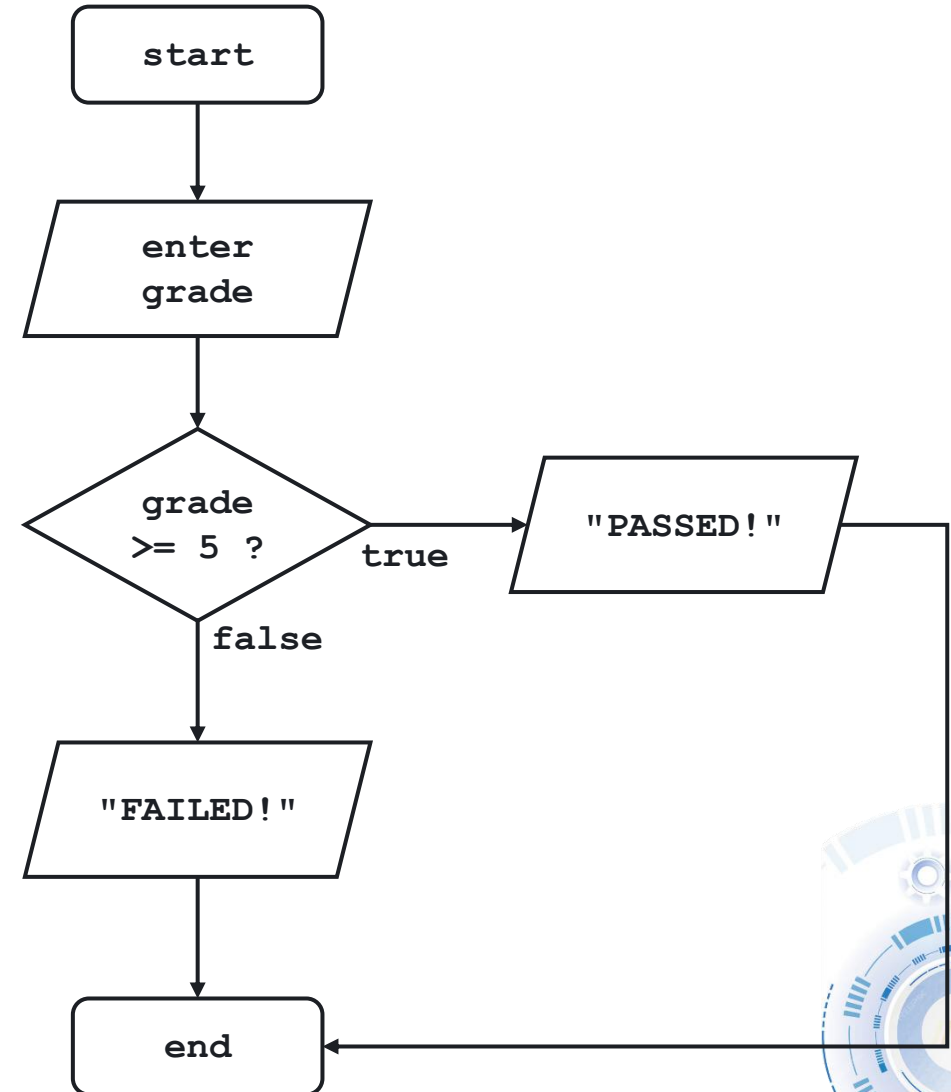 start
enter
grade
grade
>= 5 ?
true
"PASSED!"
false
"FAILED!"
end